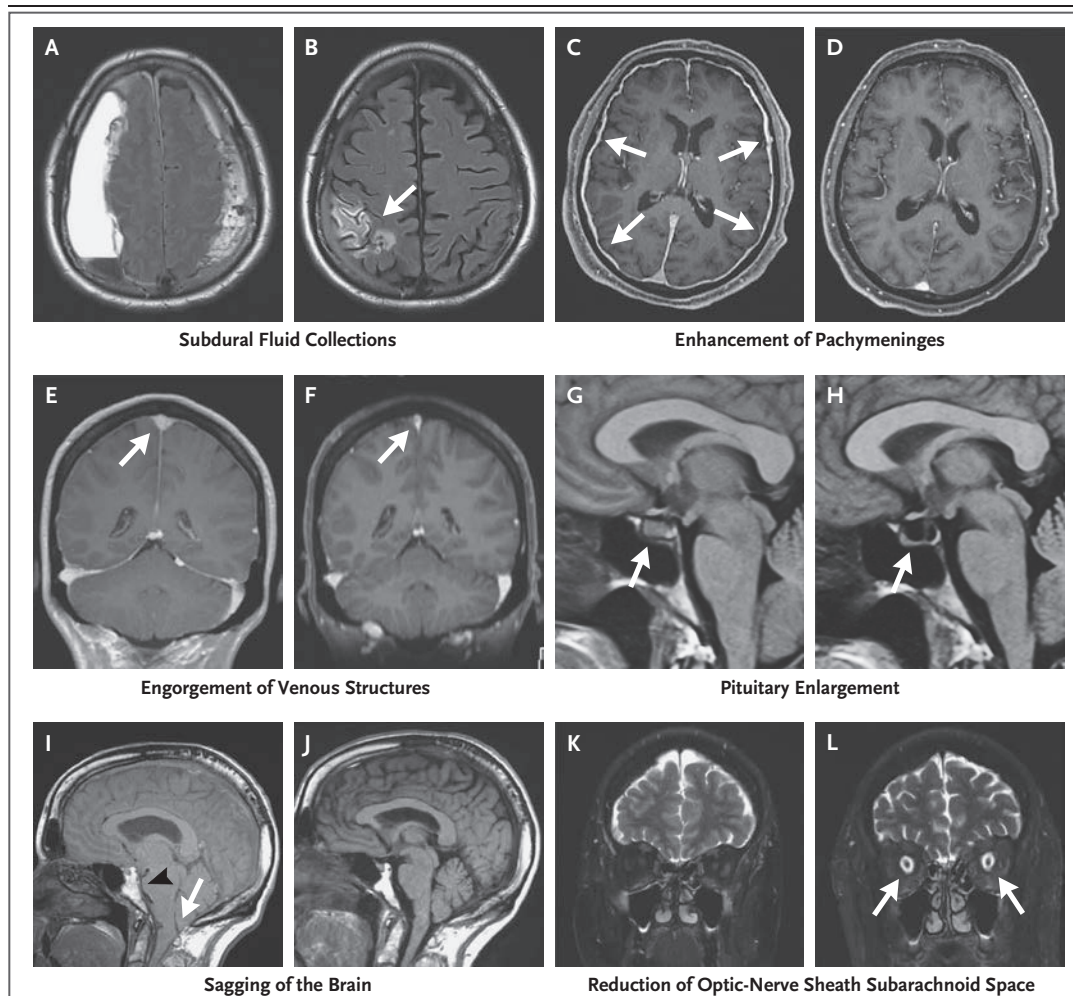 A B C D
Subdural Fluid Collections Enhancement of Pachymeninges
E F G H
Engorgement of Venous Structures Pituitary Enlargement
I J K L
Sagging of the Brain Reduction of Optic-Nerve Sheath Subarachnoid Space